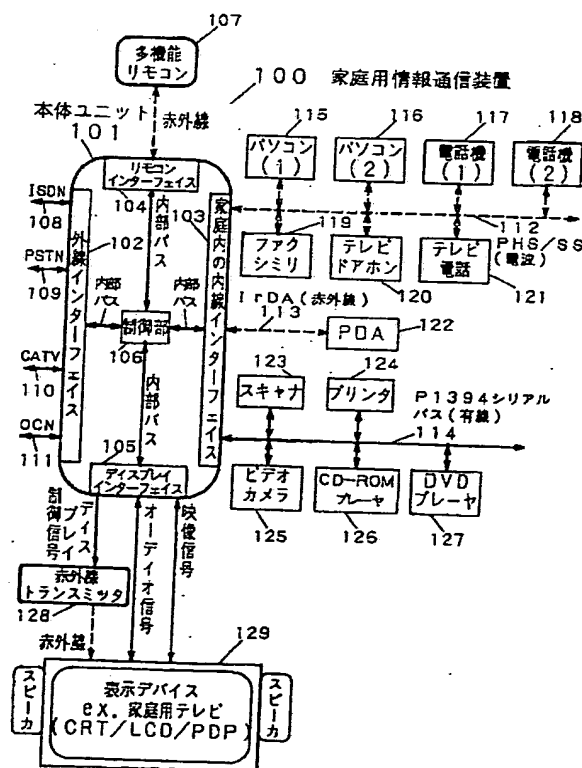 107
多機能
リモコン
100 家庭用情報通信装置
本体ユニット
101
赤外線
リモコン
インターフェイス
104
ISDN
108
PSTN
109
CATV
110
OCN
111
外線インターフェイス
102
内部バス
103
家庭内の内線インターフェイス
内部
バス
内部
バス
制御部
106
内部バス
105
ディスプレイ
インターフェイス
115
パソコン
(1)
116
パソコン
(2)
117
電話機
(1)
118
電話機
(2)
112
PHS/SS
(電波)
ファク
シミリ
119
テレビ
ドアホン
120
テレビ
電話
121
IrDA(赤外線)
113
PDA
122
123
スキャナ
124
プリンタ
P1394シリアル
バス(有線)
114
ビデオ
カメラ
125
CD-ROM
プレーヤ
126
DVD
プレーヤ
127
ディスプレイ
制御信号
オーディオ信号
映像信号
赤外線
トランスミッタ
128
赤外線
129
スピーカ
表示デバイス
ex.家庭用テレビ
(CRT/LCD/PDP)
スピーカ